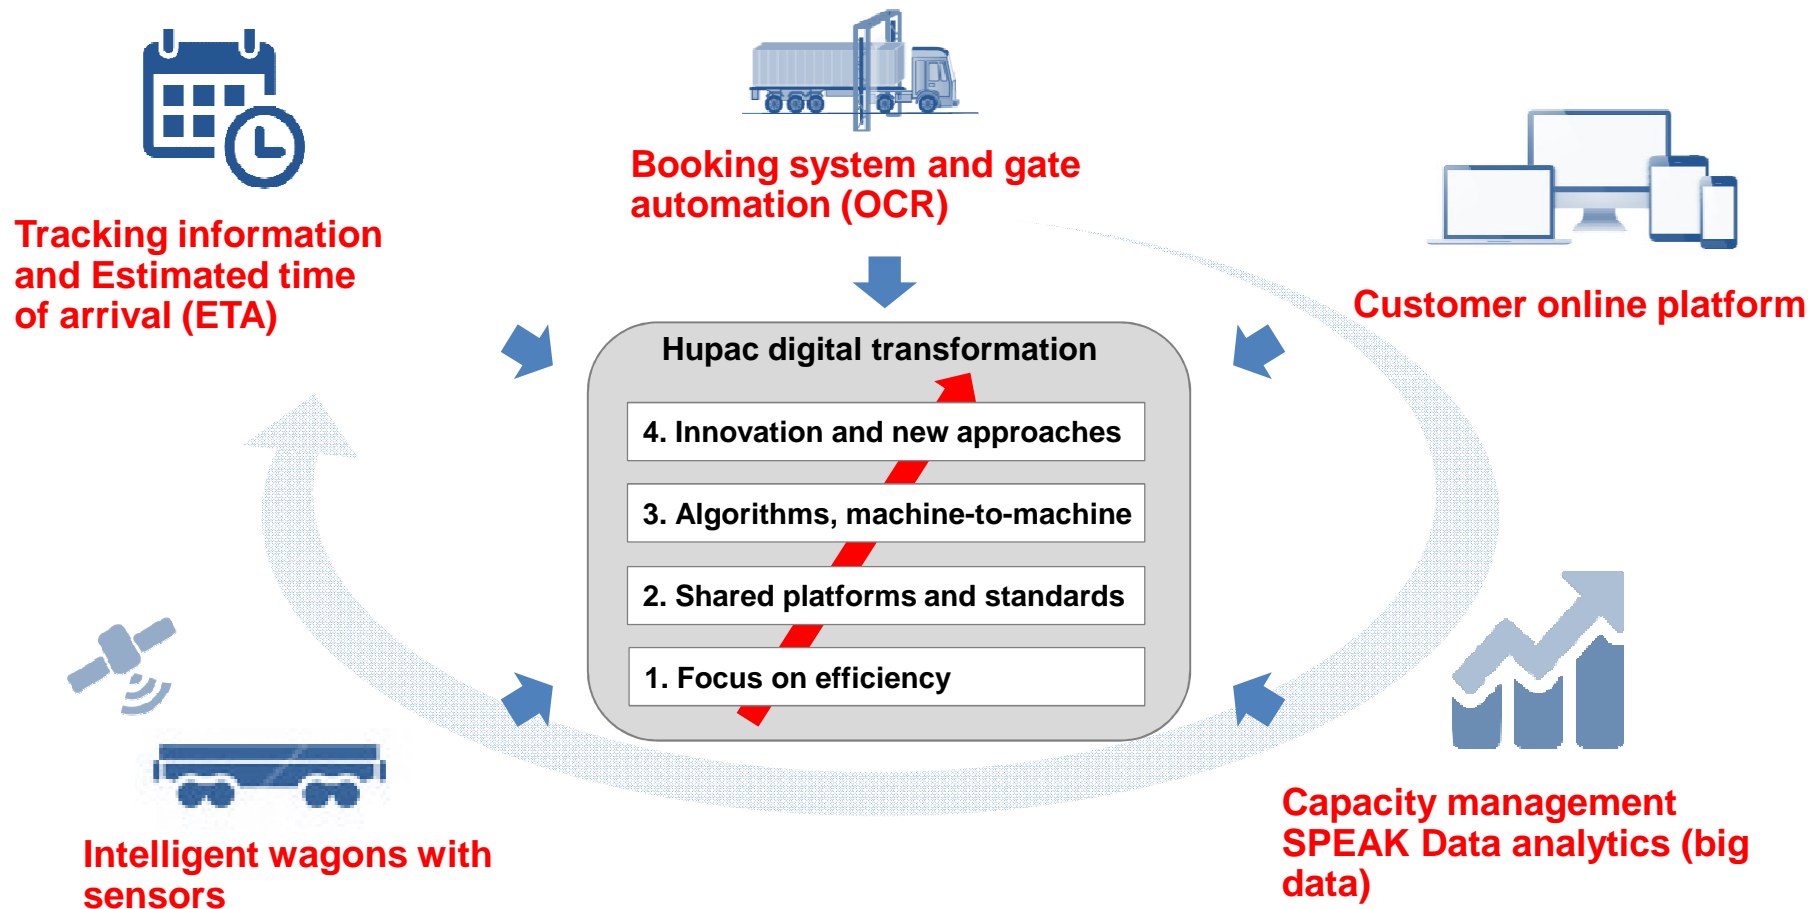 Booking system and gate
automation (OCR)
Tracking information
and Estimated time
of arrival (ETA)
Customer online platform
Hupac digital transformation
4. Innovation and new approaches
3. Algorithms, machine-to-machine
2. Shared platforms and standards
1. Focus on efficiency
Intelligent wagons with
sensors
Capacity management
SPEAK Data analytics (big
data)